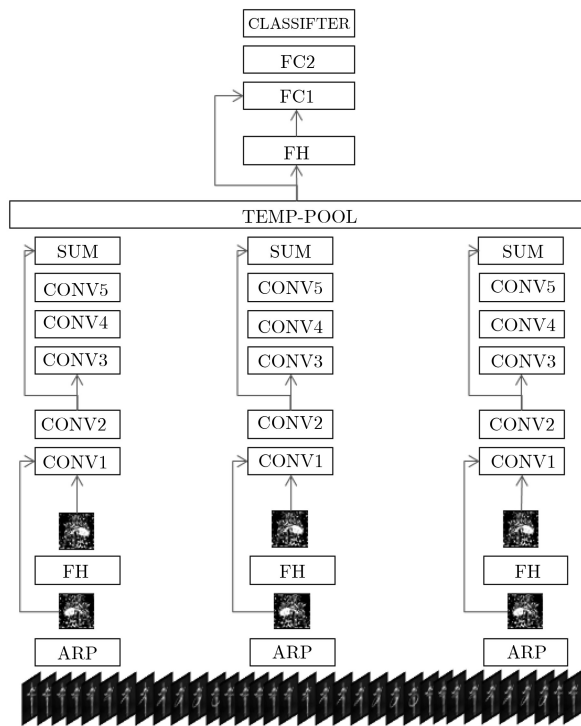 CLASSIFTER
FC2
FC1
FH
TEMP-POOL
SUM SUM SUM
CONV5 CONV5 CONV5
CONV4 CONV4 CONV4
CONV3 CONV3 CONV3
CONV2 CONV2 CONV2
CONV1 CONV1 CONV1
FH FH FH
ARP ARP ARP